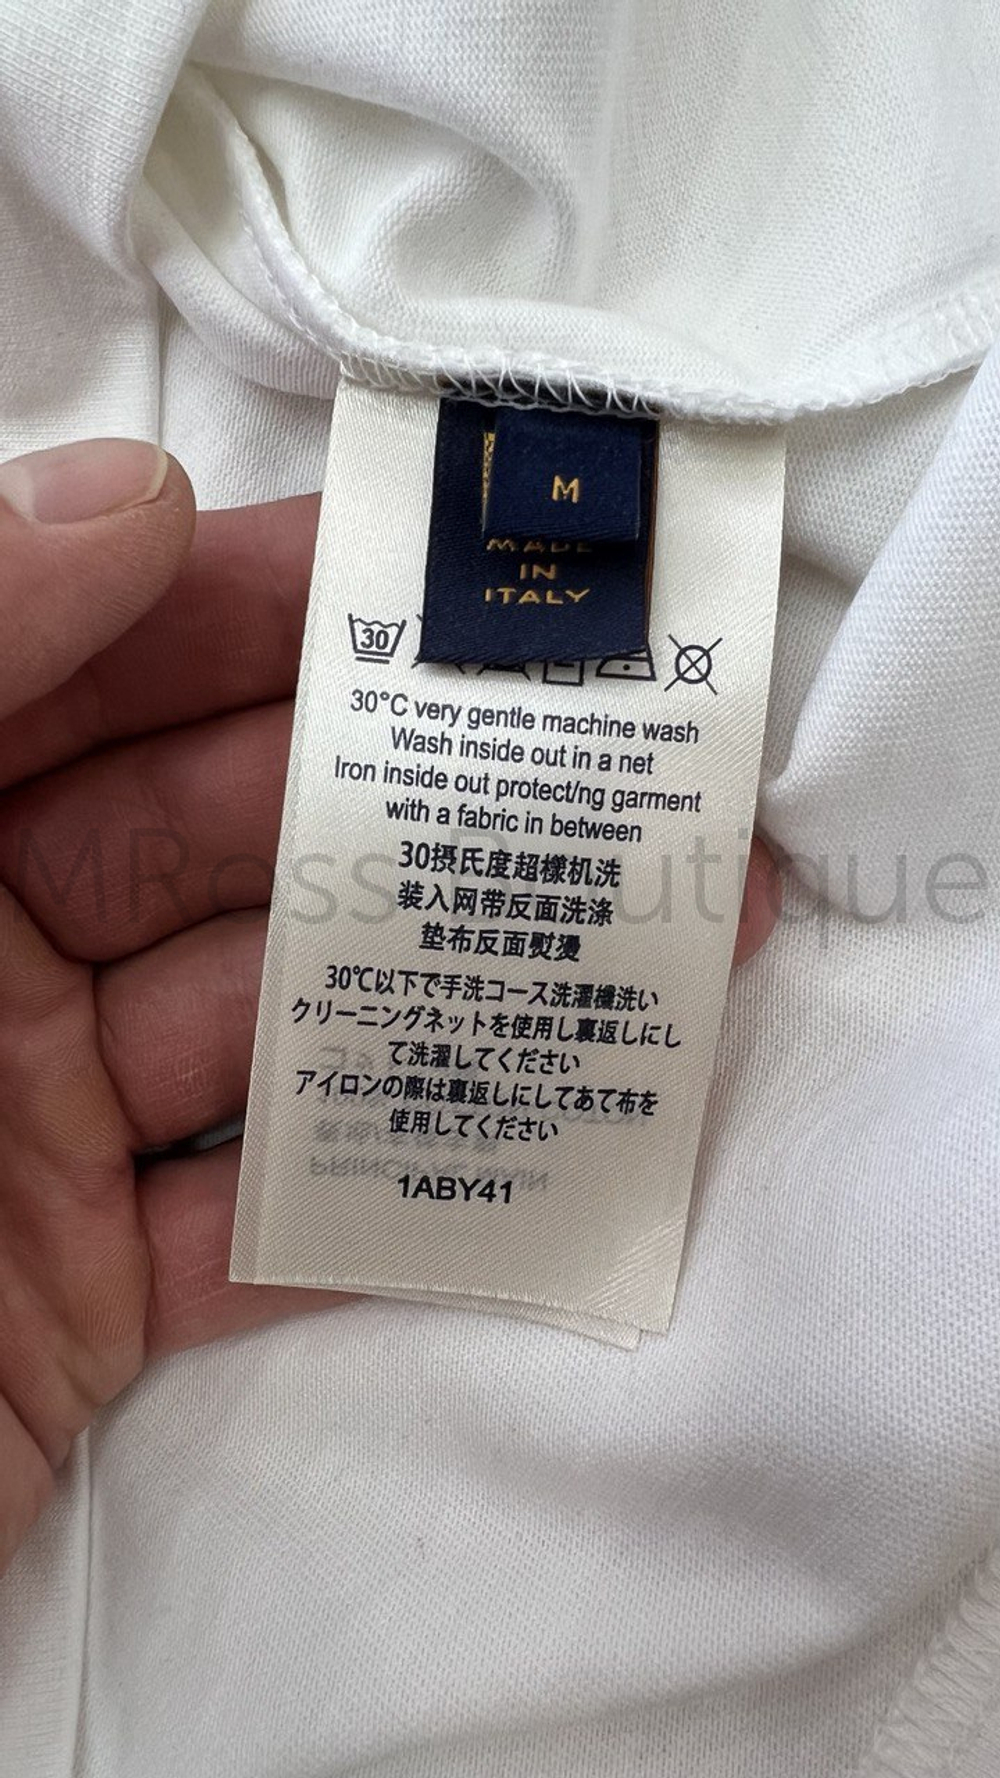 M
MADE
IN
ITALY
30
30°C very gentle machine wash
Wash inside out in a net
Iron inside out protect/ng garment
with a fabric in between
MRoss Boutique
30摄氏度超樣机洗
装入网带反面洗涤
垫布反面熨烫
30℃以下で手洗コース洗濯機洗い
クリーニングネットを使用し裏返しにし
て洗濯してください
アイロンの際は裏返しにしてあて布を
使用してください
1ABY41